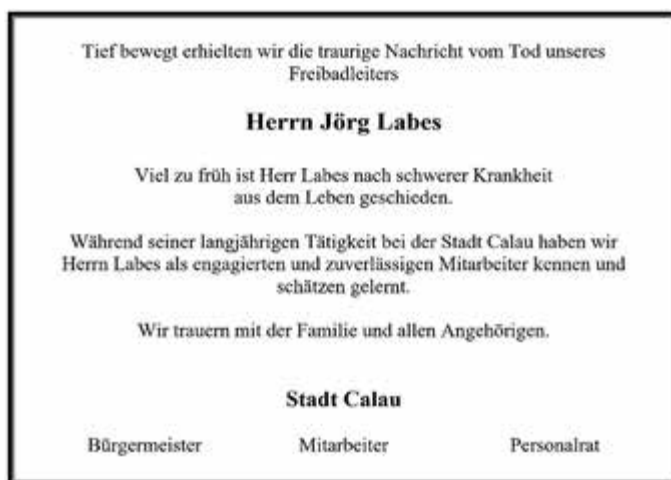 Tief bewegt erhielten wir die traurige Nachricht vom Tod unseres
Freibadleiters
Herrn Jörg Labes
Viel zu früh ist Herr Labes nach schwerer Krankheit
aus dem Leben geschieden.
Während seiner langjährigen Tätigkeit bei der Stadt Calau haben wir
Herrn Labes als engagierten und zuverlässigen Mitarbeiter kennen und
schätzen gelernt.
Wir trauern mit der Familie und allen Angehörigen.
Stadt Calau
Bürgermeister Mitarbeiter Personalrat